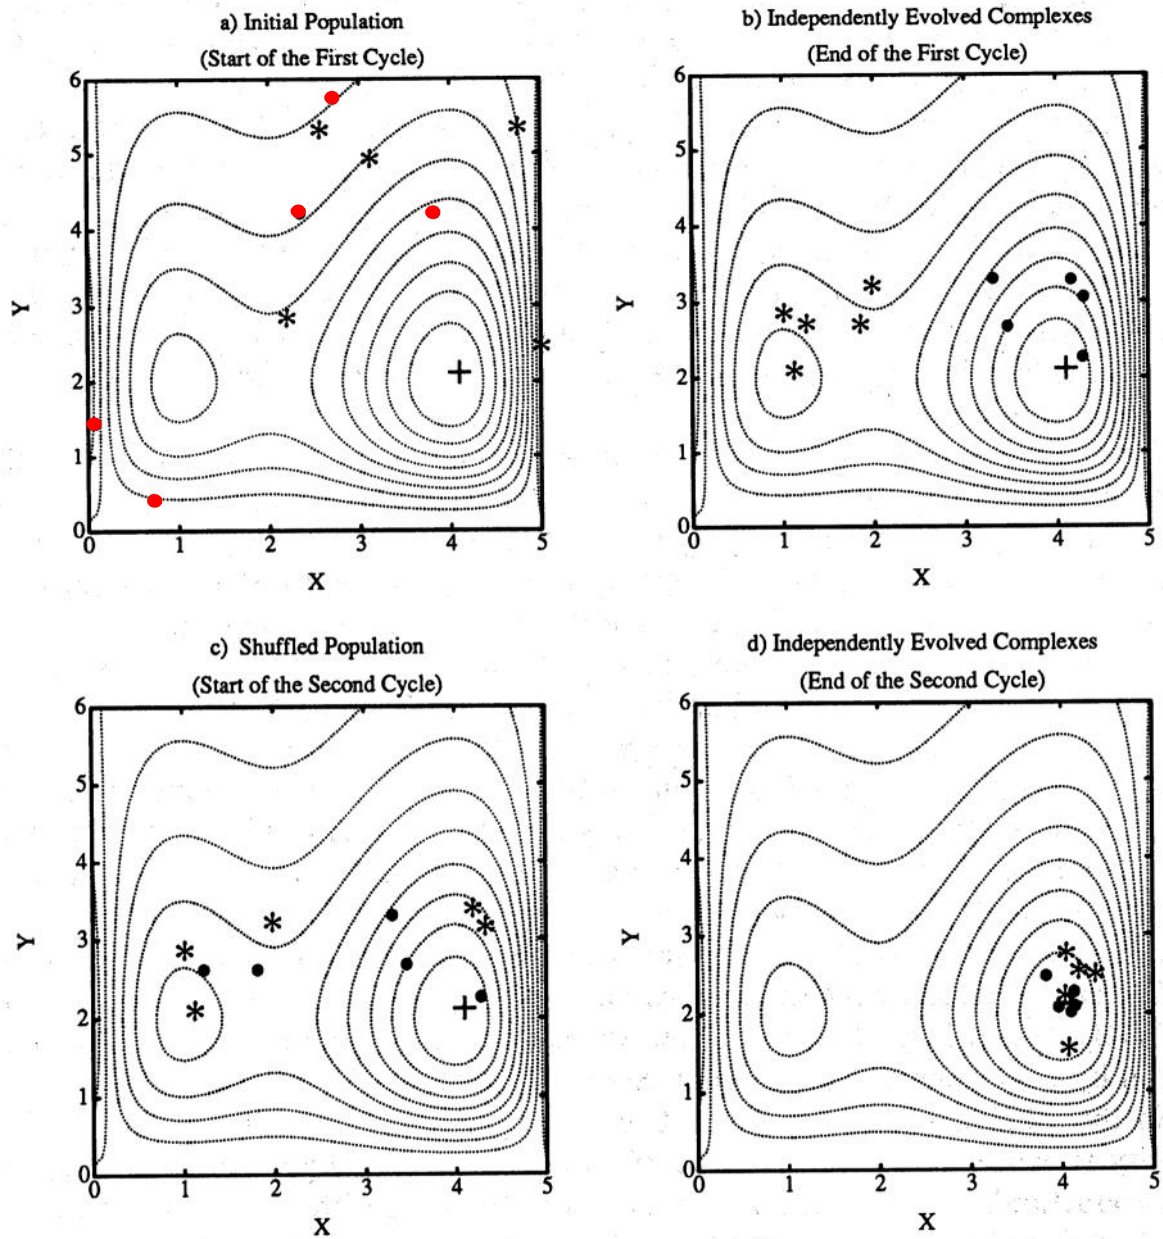 a) Initial Population
(Start of the First Cycle)
6
5
4
3
2
1
0
Y
0 1 2 3 4 5
X
b) Independently Evolved Complexes
(End of the First Cycle)
6
5
4
3
2
1
0
Y
0 1 2 3 4 5
X
c) Shuffled Population
(Start of the Second Cycle)
6
5
4
3
2
1
0
Y
0 1 2 3 4 5
X
d) Independently Evolved Complexes
(End of the Second Cycle)
6
5
4
3
2
1
0
Y
0 1 2 3 4 5
X